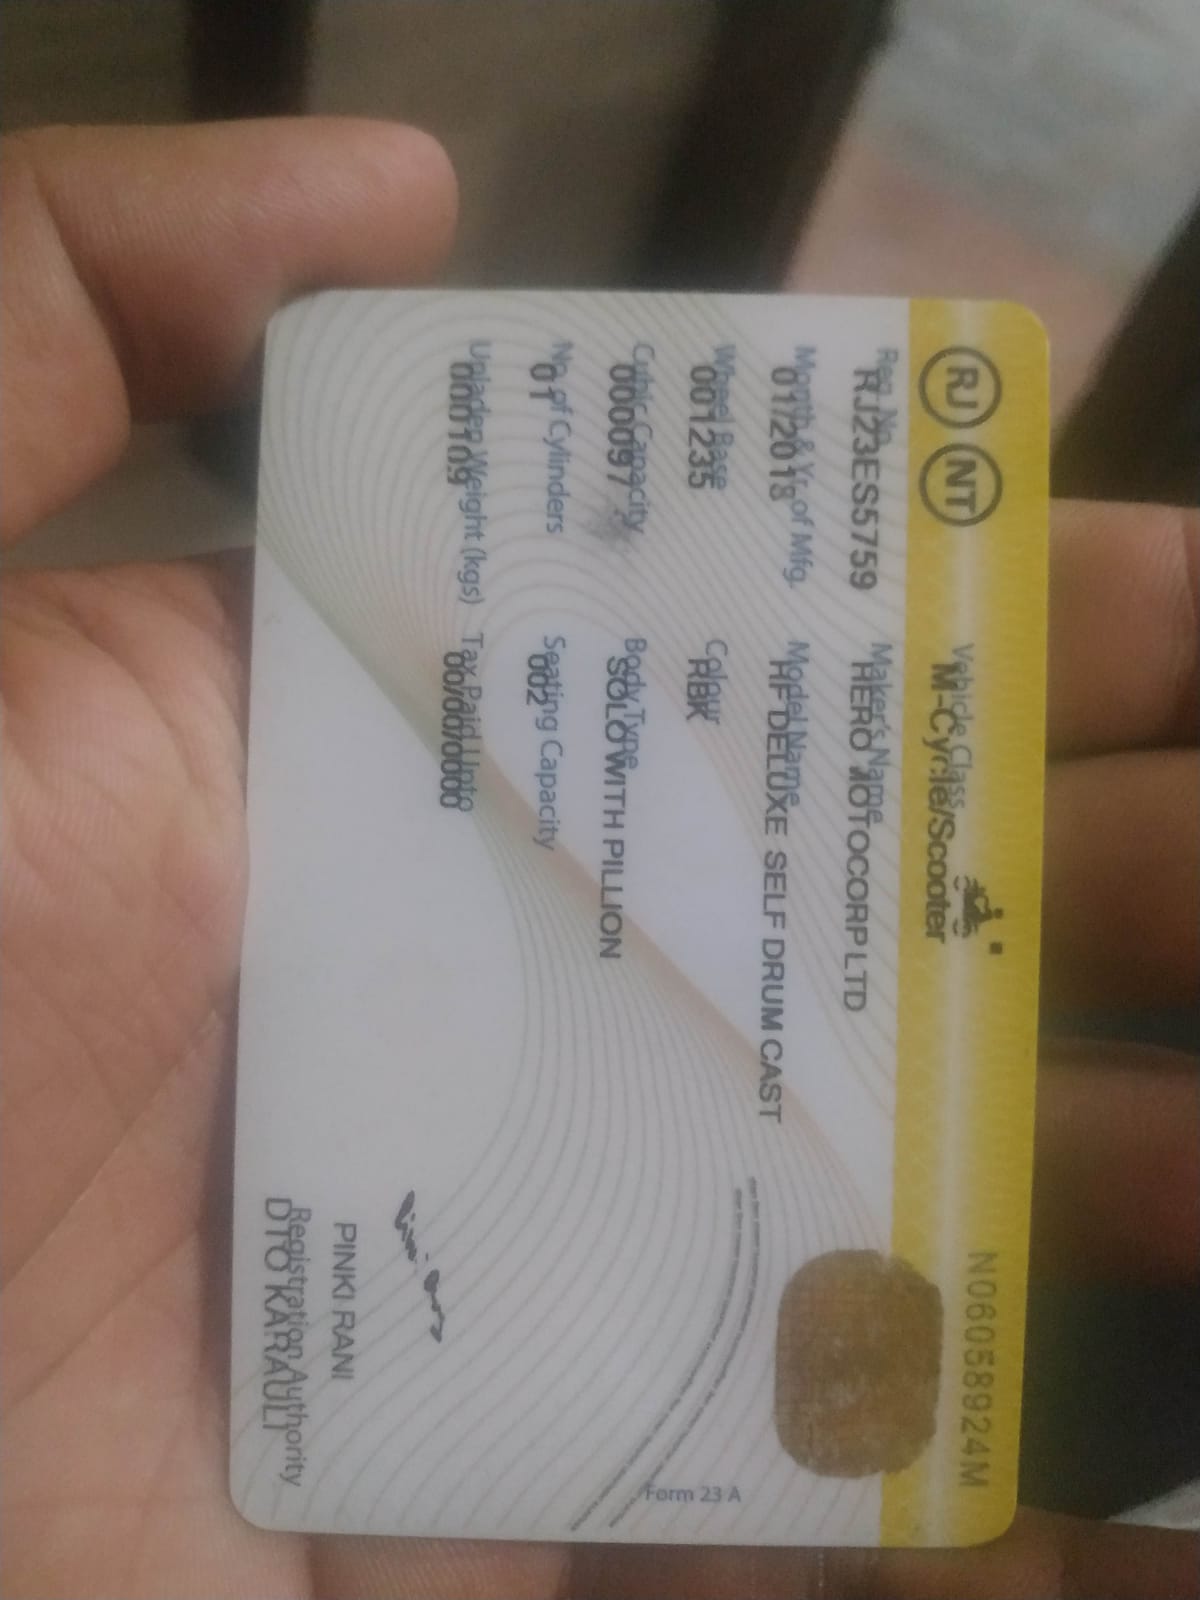 RJ NT Vehicle Class N06058924M
M-Cycle/Scooter
Reg. No. Maker's Name
RJ23ES5759 HERO MOTOCORP LTD
Month & Yr. of Mfg. Model Name
01/2018 HF DELUXE SELF DRUM CAST
Wheel Base Colour
001235 RBK
Cubic Capacity Body Type
000097 SOLOWITH PILLION
No. of Cylinders Seating Capacity
01 002
Unladen Weight (kgs) Tax Paid Upto
000109 00/00/0000
Form 23 A
PINKI RANI
Registration Authority
DTO KARAULI